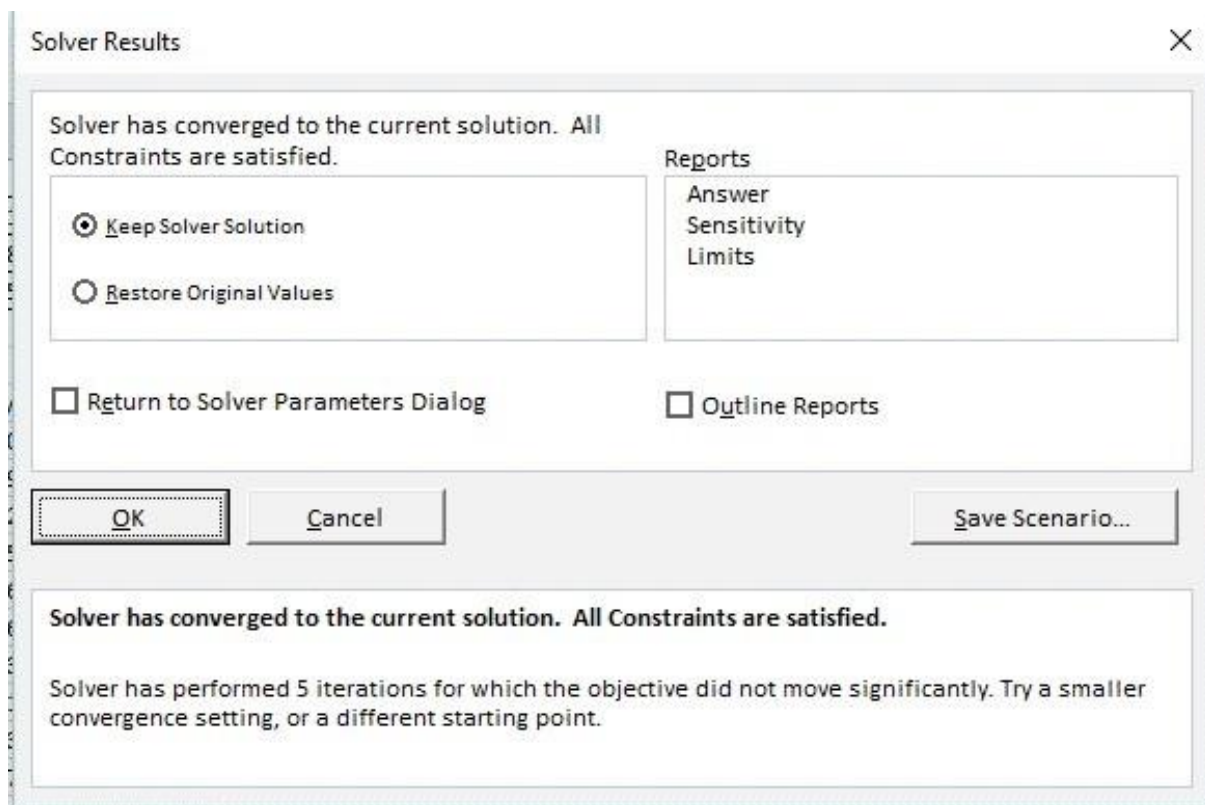 Solver Results
Solver has converged to the current solution.  All
Constraints are satisfied.
Reports
Answer
Sensitivity
Limits
Keep Solver Solution
Restore Original Values
Return to Solver Parameters Dialog
Outline Reports
OK
Cancel
Save Scenario...
Solver has converged to the current solution.  All Constraints are satisfied.
Solver has performed 5 iterations for which the objective did not move significantly. Try a smaller
convergence setting, or a different starting point.